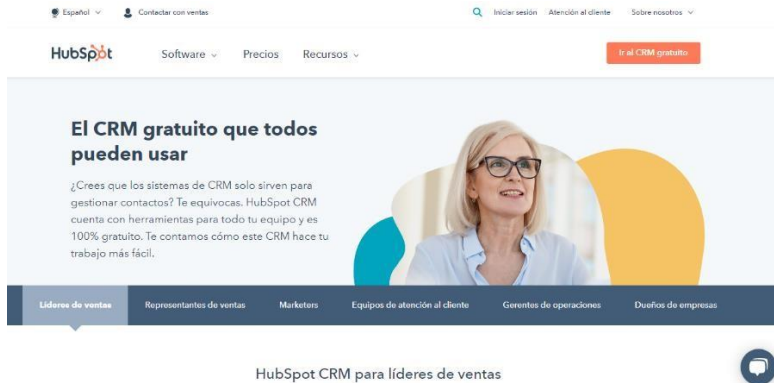 Español
Contactar con ventas
Iniciar sesión
Atención al cliente
Sobre nosotros
HubSpot
Software
Precios
Recursos
Ir al CRM gratuito
El CRM gratuito que todos
pueden usar
¿Crees que los sistemas de CRM solo sirven para
gestionar contactos? Te equivocas. HubSpot CRM
cuenta con herramientas para todo tu equipo y es
100% gratuito. Te contamos cómo este CRM hace tu
trabajo más fácil.
Líderes de ventas
Representantes de ventas
Marketers
Equipos de atención al cliente
Gerentes de operaciones
Dueños de empresas
HubSpot CRM para líderes de ventas